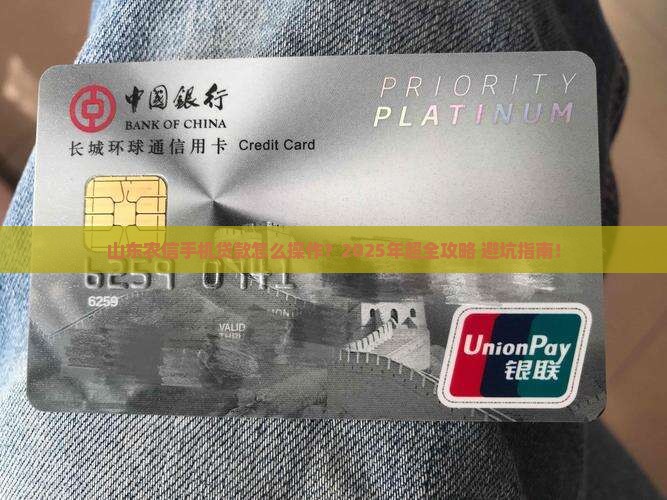 中国银行
BANK OF CHINA
长城环球通信用卡 Credit Card
PRIORITY
PLATINUM
山东农信手机贷款怎么操作？2025年超全攻略 避坑指南！
6259
6259
VALID
UnionPay
银联